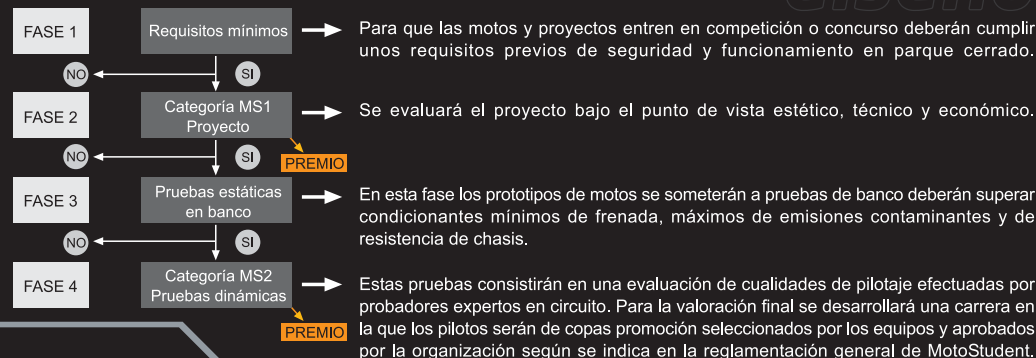 FASE 1
Requisitos mínimos
Para que las motos y proyectos entren en competición o concurso deberán cumplir
unos requisitos previos de seguridad y funcionamiento en parque cerrado.
NO
SI
FASE 2
Categoría MS1
Proyecto
Se evaluará el proyecto bajo el punto de vista estético, técnico y económico.
NO
SI
PREMIO
FASE 3
Pruebas estáticas
en banco
En esta fase los prototipos de motos se someterán a pruebas de banco deberán superar
condicionantes mínimos de frenada, máximos de emisiones contaminantes y de
resistencia de chasis.
NO
SI
FASE 4
Categoría MS2
Pruebas dinámicas
PREMIO
Estas pruebas consistirán en una evaluación de cualidades de pilotaje efectuadas por
probadores expertos en circuito. Para la valoración final se desarrollará una carrera en
la que los pilotos serán de copas promoción seleccionados por los equipos y aprobados
por la organización según se indica en la reglamentación general de MotoStudent.